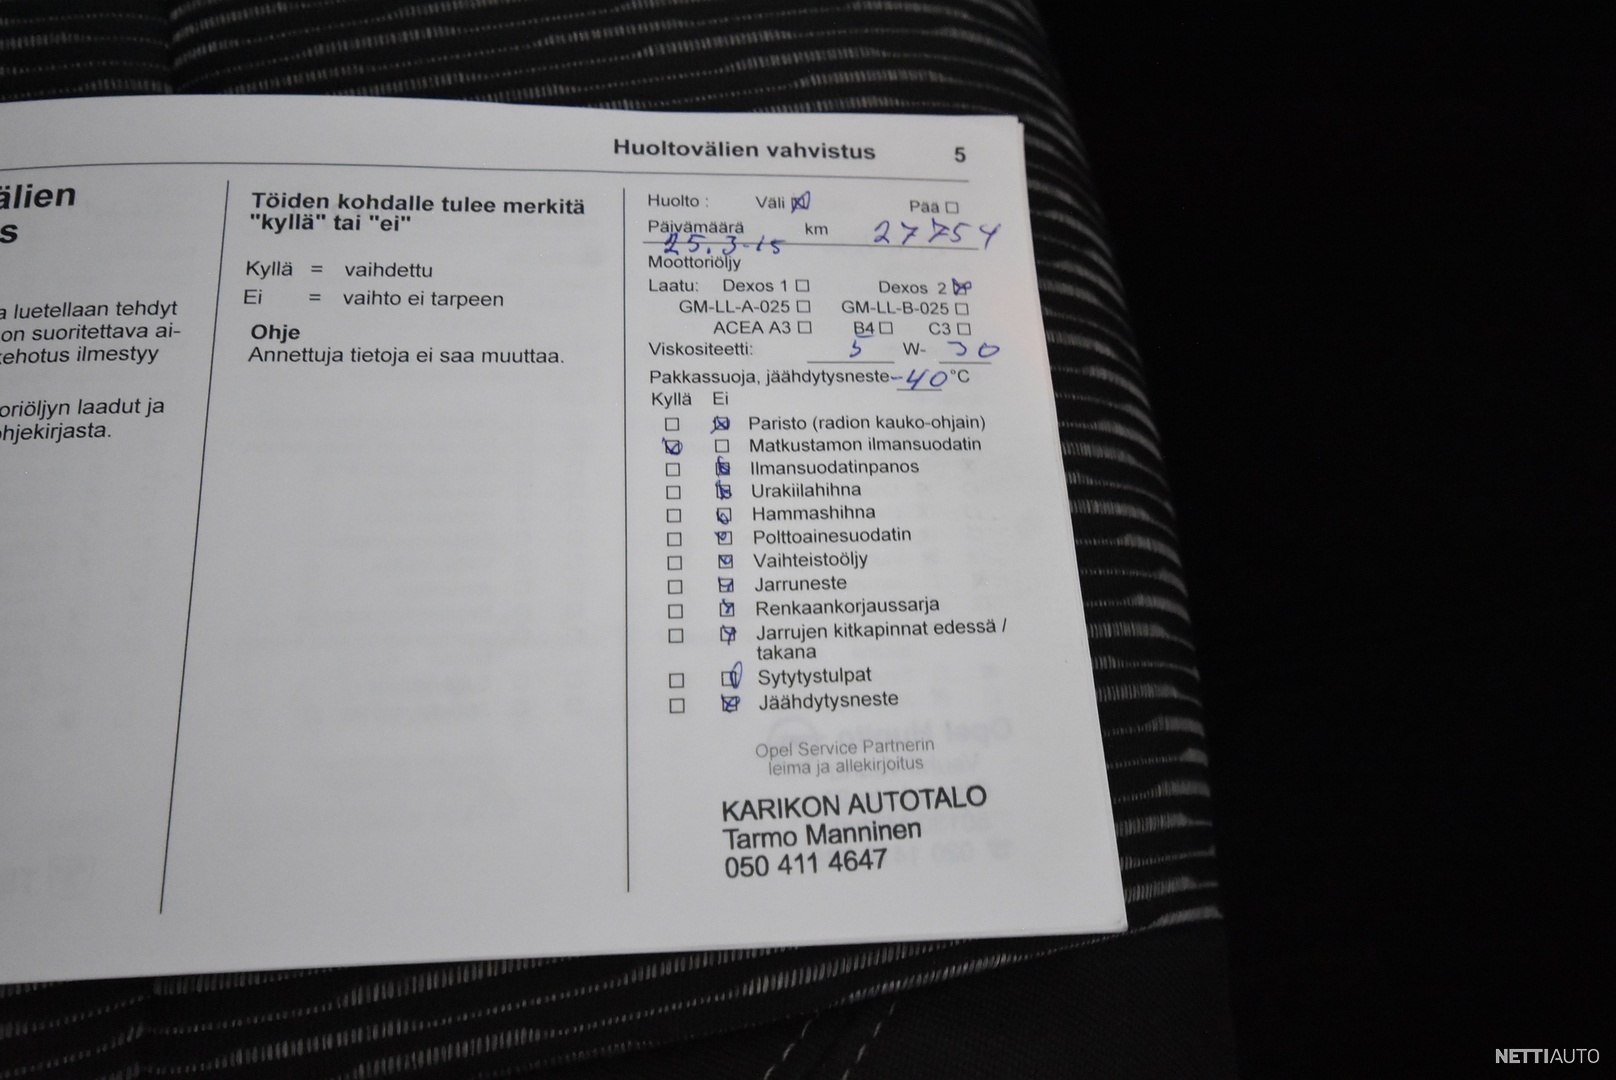 Huoltovälien vahvistus 5
älien
s
a luetellaan tehdyt
on suoritettava ai-
kehotus ilmestyy
oriöljyn laadut ja
ohjekirjasta.
Töiden kohdalle tulee merkitä
"kyllä" tai "ei"
Kyllä = vaihdettu
Ei = vaihto ei tarpeen
Ohje
Annettuja tietoja ei saa muuttaa.
Huolto : Väli ☒ Pää ☐
Päivämäärä km 27754
25.3-15
Moottoriöljy
Laatu: Dexos 1 ☐ Dexos 2 ☒
GM-LL-A-025 ☐ GM-LL-B-025 ☐
ACEA A3 ☐ B4 ☐ C3 ☐
Viskositeetti: 5 W- 30
Pakkassuoja, jäähdytysneste -40 °C
Kyllä Ei
☐ ☒ Paristo (radion kauko-ohjain)
☒ ☐ Matkustamon ilmansuodatin
☐ ☒ Ilmansuodatinpanos
☐ ☒ Urakiilahihna
☐ ☒ Hammashihna
☐ ☒ Polttoainesuodatin
☐ ☒ Vaihteistoöljy
☐ ☒ Jarruneste
☐ ☒ Renkaankorjaussarja
☐ ☒ Jarrujen kitkapinnat edessä /
takana
☐ ☒ Sytytystulpat
☐ ☒ Jäähdytysneste
Opel Service Partnerin
leima ja allekirjoitus
KARIKON AUTOTALO
Tarmo Manninen
050 411 4647
NETTIAUTO